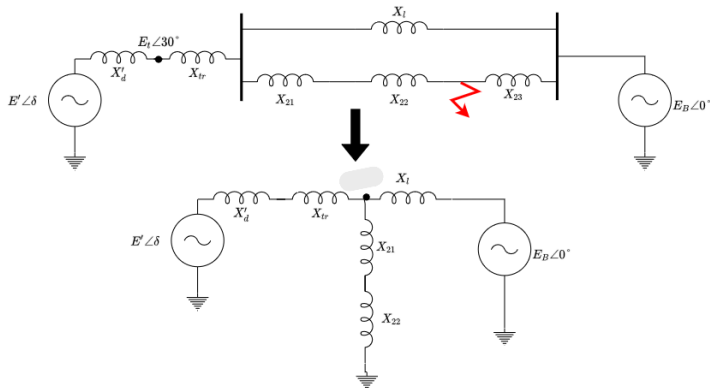 X_l
E_t∠30°
X'_d
X_tr
X_21
X_22
X_23
E'∠δ
E_B∠0°
X_l
X'_d
X_tr
E'∠δ
X_21
E_B∠0°
X_22